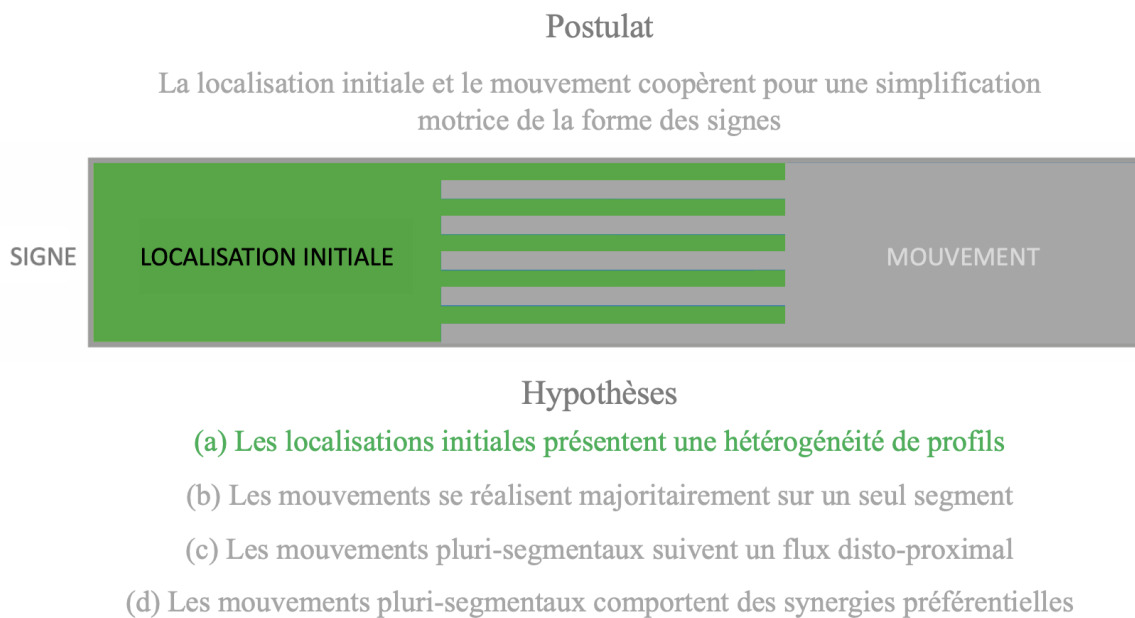 Postulat
La localisation initiale et le mouvement coopèrent pour une simplification
motrice de la forme des signes
SIGNE
LOCALISATION INITIALE
MOUVEMENT
Hypothèses
(a) Les localisations initiales présentent une hétérogénéité de profils
(b) Les mouvements se réalisent majoritairement sur un seul segment
(c) Les mouvements pluri-segmentaux suivent un flux disto-proximal
(d) Les mouvements pluri-segmentaux comportent des synergies préférentielles